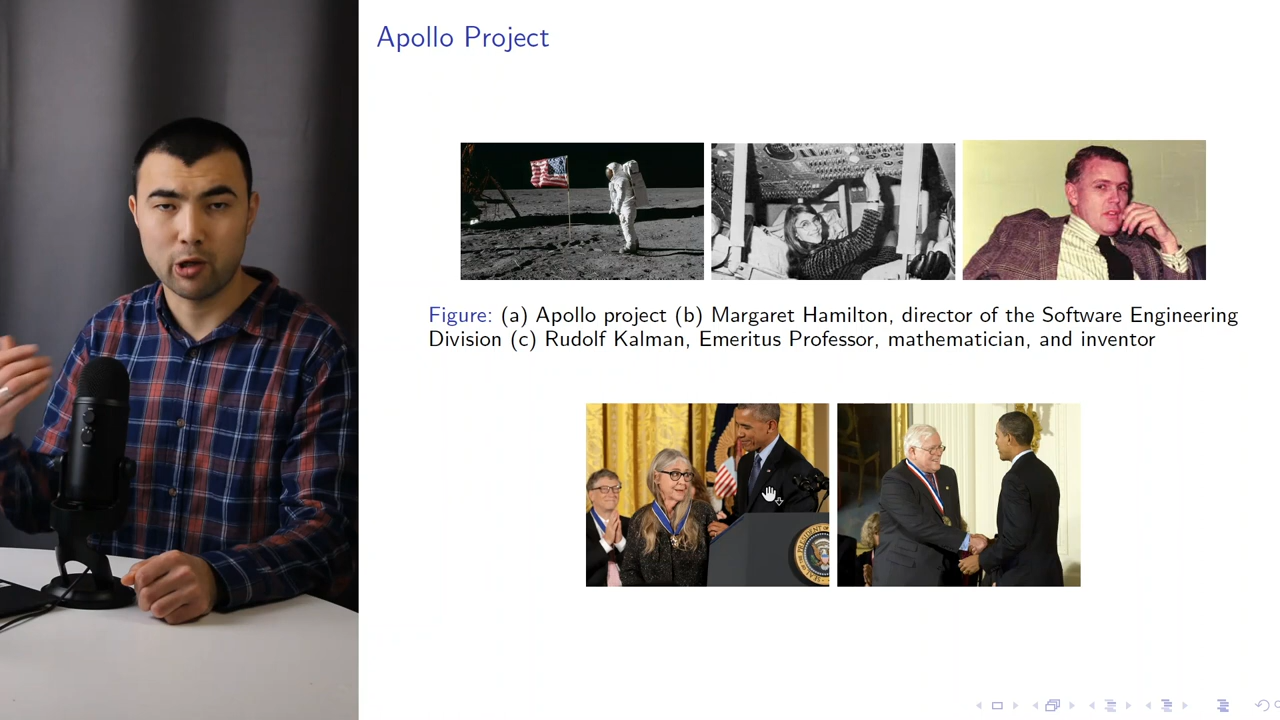 Apollo Project
Figure: (a) Apollo project (b) Margaret Hamilton, director of the Software Engineering
Division (c) Rudolf Kalman, Emeritus Professor, mathematician, and inventor